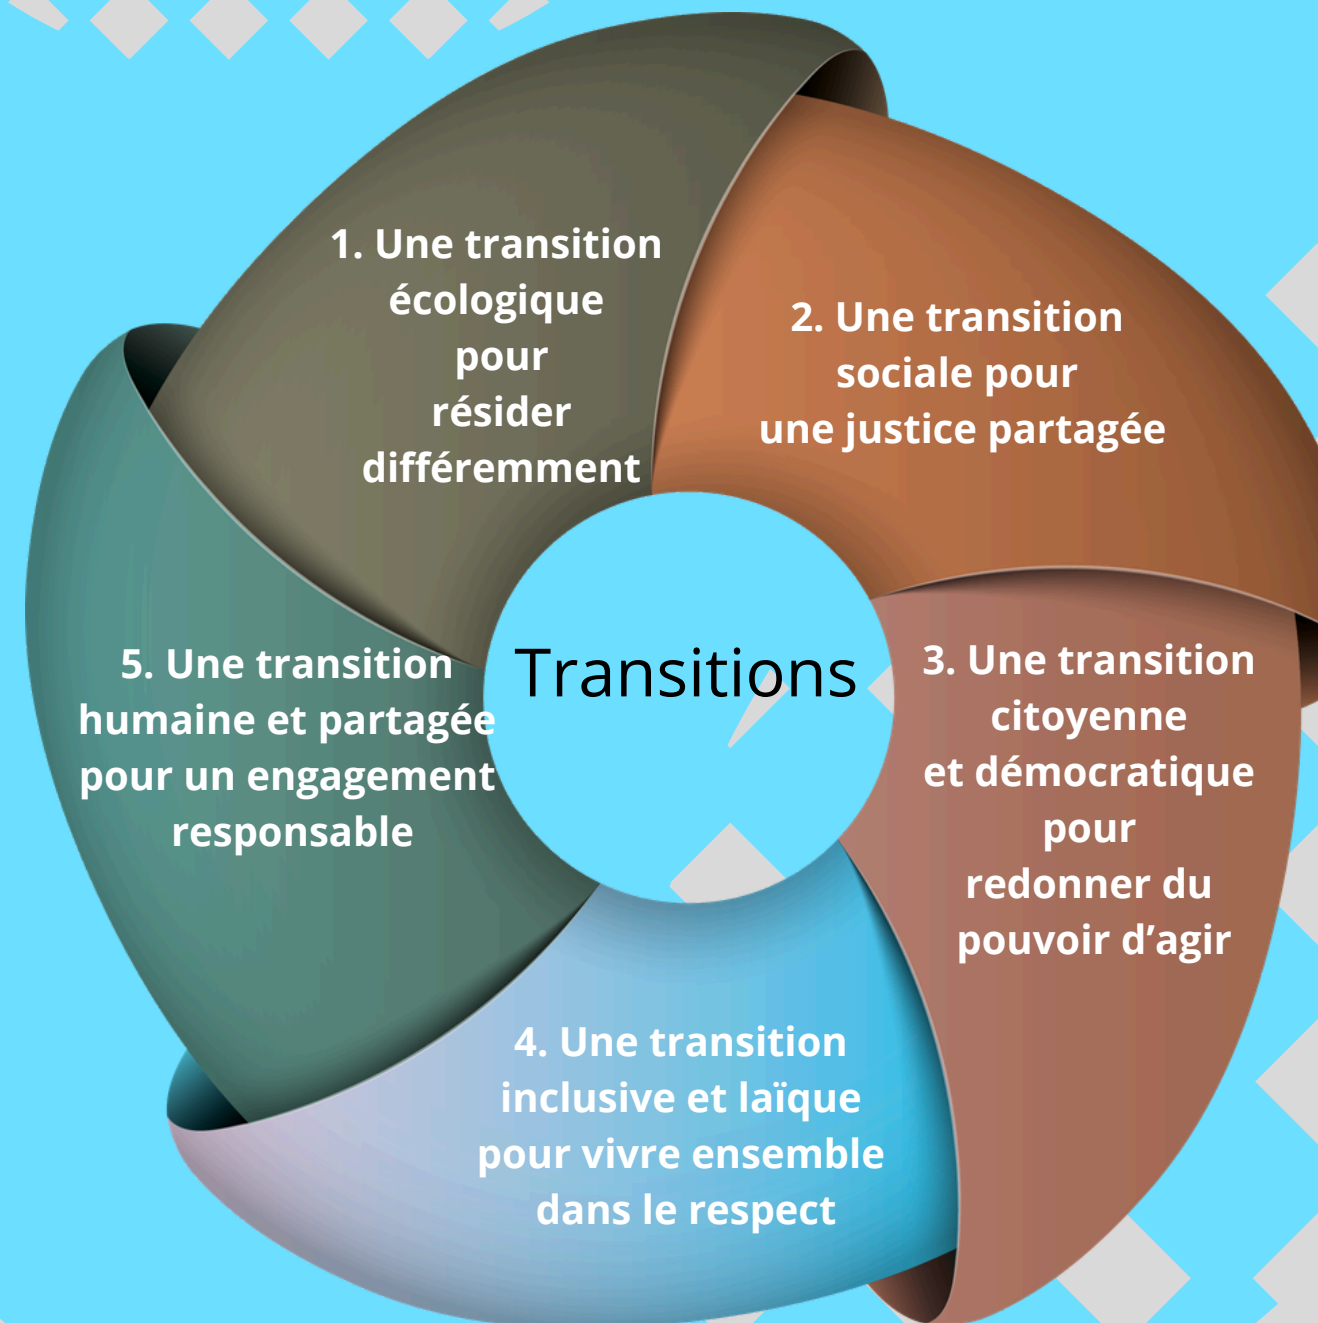 1. Une transition
écologique
pour
résider
différemment
2. Une transition
sociale pour
une justice partagée
3. Une transition
citoyenne
et démocratique
pour
redonner du
pouvoir d’agir
4. Une transition
inclusive et laïque
pour vivre ensemble
dans le respect
5. Une transition
humaine et partagée
pour un engagement
responsable
Transitions